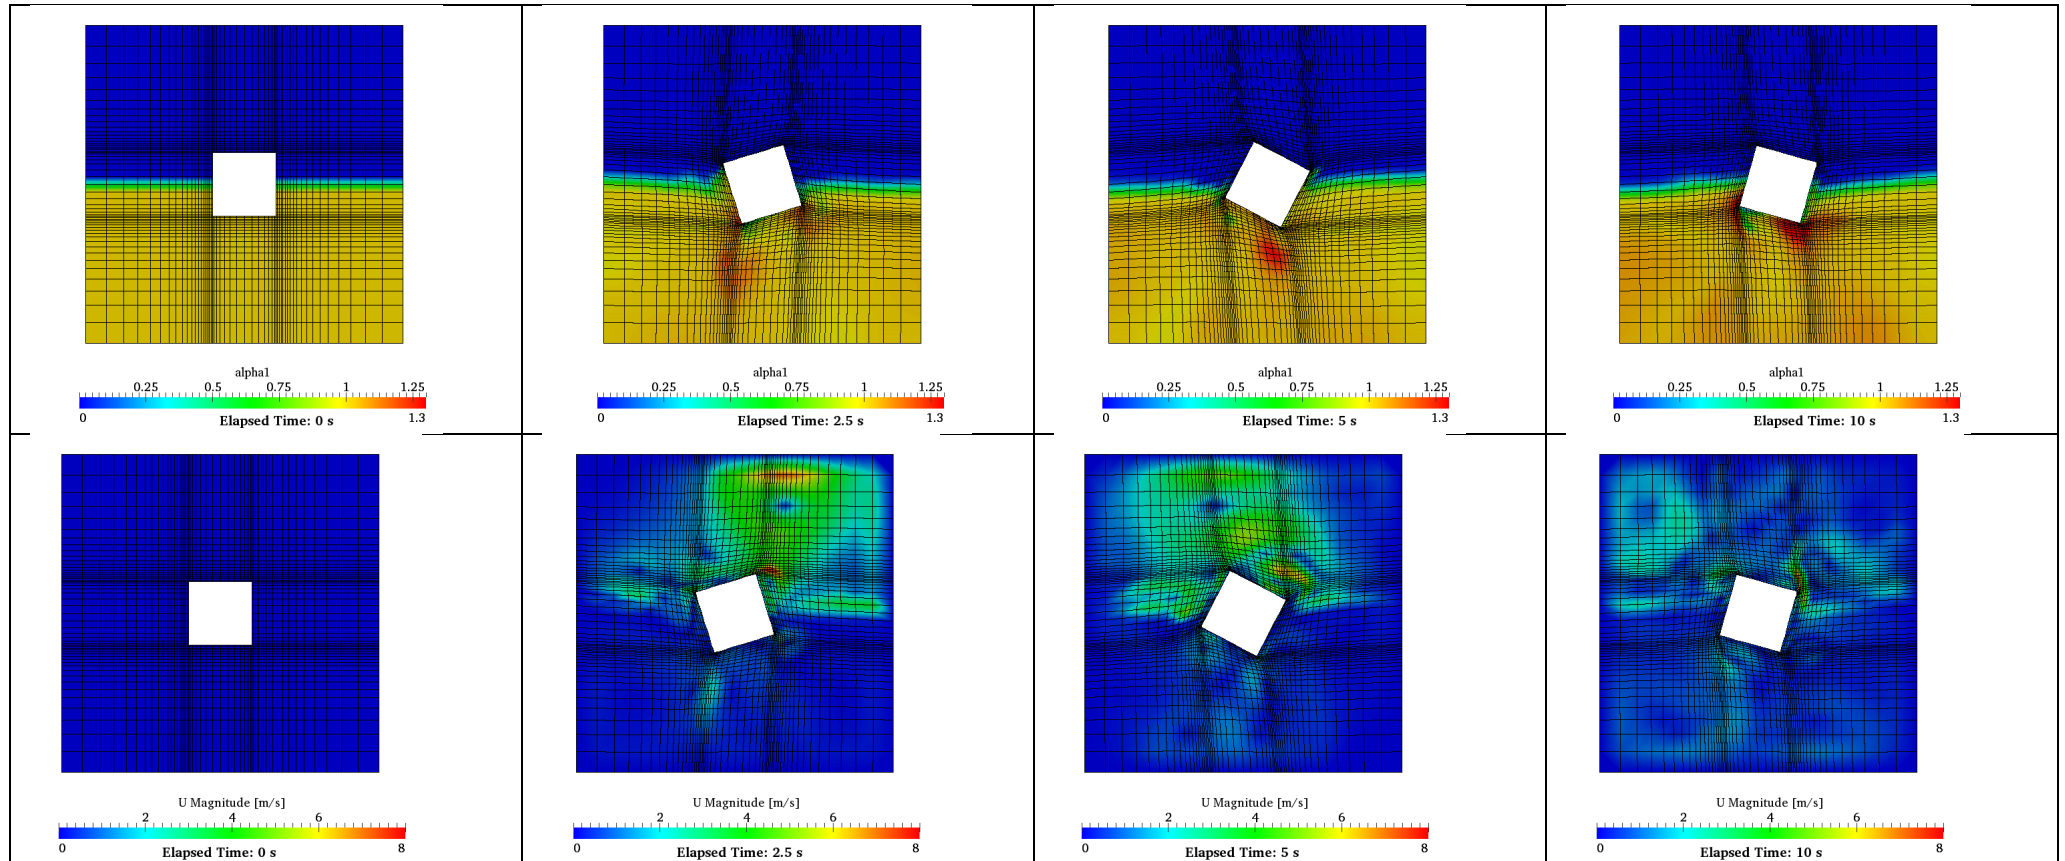 alpha1
0.25 0.5 0.75 1 1.25
0 1.3
Elapsed Time: 0 s
alpha1
0.25 0.5 0.75 1 1.25
0 1.3
Elapsed Time: 2.5 s
alpha1
0.25 0.5 0.75 1 1.25
0 1.3
Elapsed Time: 5 s
alpha1
0.25 0.5 0.75 1 1.25
0 1.3
Elapsed Time: 10 s
U Magnitude [m/s]
2 4 6
0 8
Elapsed Time: 0 s
U Magnitude [m/s]
2 4 6
0 8
Elapsed Time: 2.5 s
U Magnitude [m/s]
2 4 6
0 8
Elapsed Time: 5 s
U Magnitude [m/s]
2 4 6
0 8
Elapsed Time: 10 s